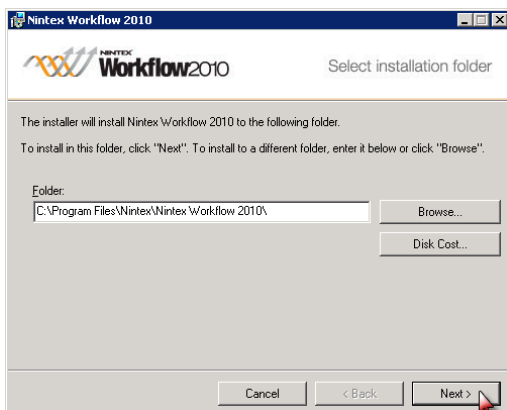 Nintex Workflow 2010
NINTEX
Workflow2010
Select installation folder
The installer will install Nintex Workflow 2010 to the following folder.
To install in this folder, click "Next". To install to a different folder, enter it below or click "Browse".
Folder:
C:\Program Files\Nintex\Nintex Workflow 2010\
Browse...
Disk Cost...
Cancel
< Back
Next >